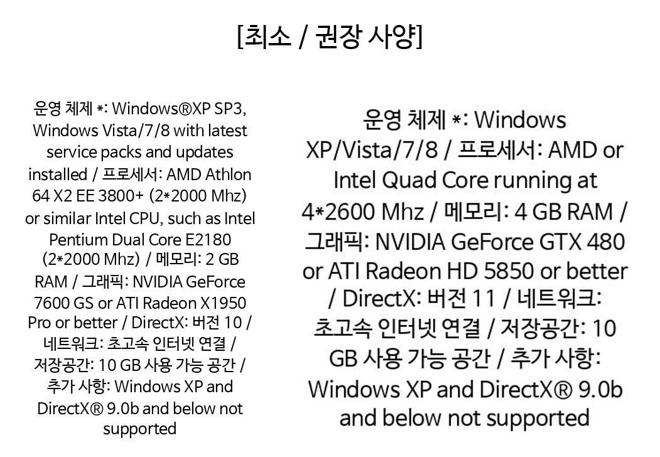 [최소 / 권장 사양]
운영 체제 *: Windows®XP SP3,
Windows Vista/7/8 with latest
service packs and updates
installed / 프로세서: AMD Athlon
64 X2 EE 3800+ (2*2000 Mhz)
or similar Intel CPU, such as Intel
Pentium Dual Core E2180
(2*2000 Mhz) / 메모리: 2 GB
RAM / 그래픽: NVIDIA GeForce
7600 GS or ATI Radeon X1950
Pro or better / DirectX: 버전 10 /
네트워크: 초고속 인터넷 연결 /
저장공간: 10 GB 사용 가능 공간 /
추가 사항: Windows XP and
DirectX® 9.0b and below not
supported
운영 체제 *: Windows
XP/Vista/7/8 / 프로세서: AMD or
Intel Quad Core running at
4*2600 Mhz / 메모리: 4 GB RAM /
그래픽: NVIDIA GeForce GTX 480
or ATI Radeon HD 5850 or better
/ DirectX: 버전 11 / 네트워크:
초고속 인터넷 연결 / 저장공간: 10
GB 사용 가능 공간 / 추가 사항:
Windows XP and DirectX® 9.0b
and below not supported